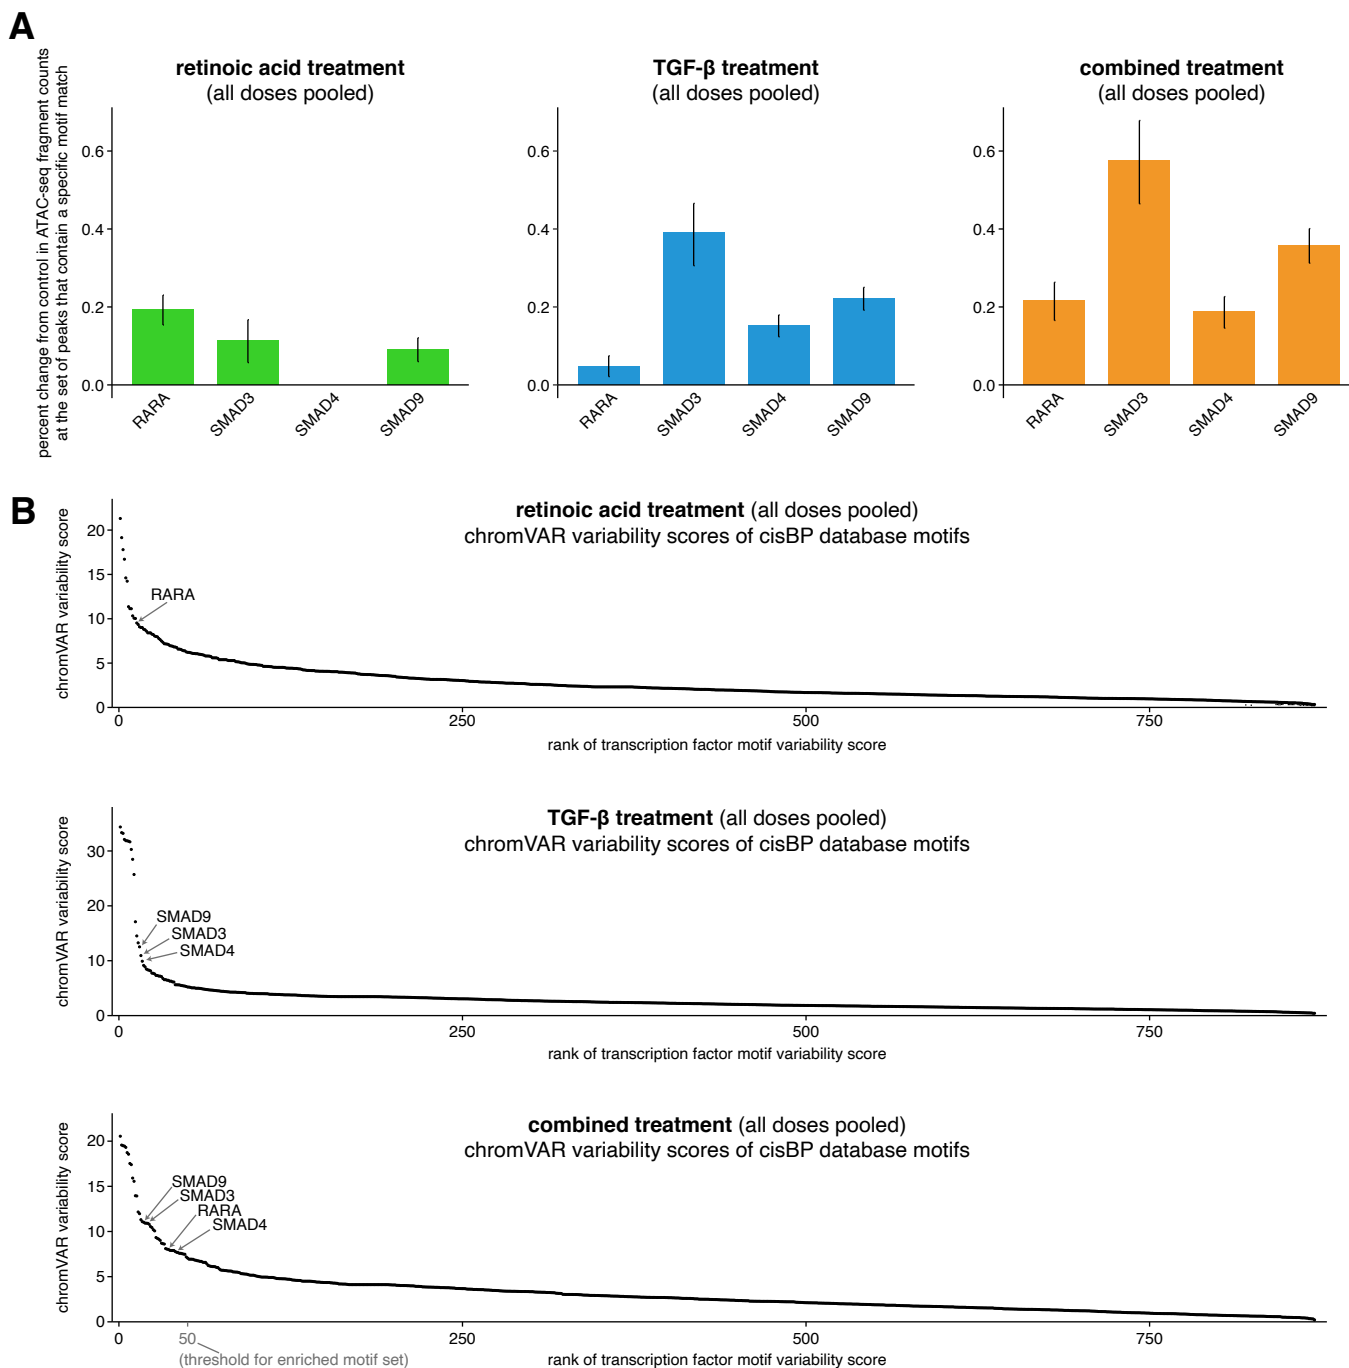 A
percent change from control in ATAC-seq fragment counts
at the set of peaks that contain a specific motif match
retinoic acid treatment
(all doses pooled)
0.6
0.4
0.2
0.0
RARA
SMAD3
SMAD4
SMAD9
TGF-β treatment
(all doses pooled)
0.6
0.4
0.2
0.0
RARA
SMAD3
SMAD4
SMAD9
combined treatment
(all doses pooled)
0.6
0.4
0.2
0.0
RARA
SMAD3
SMAD4
SMAD9
B
retinoic acid treatment (all doses pooled)
chromVAR variability scores of cisBP database motifs
chromVAR variability score
20
15
10
5
0
RARA
0
250
500
750
rank of transcription factor motif variability score
TGF-β treatment (all doses pooled)
chromVAR variability scores of cisBP database motifs
chromVAR variability score
30
20
10
0
SMAD9
SMAD3
SMAD4
0
250
500
750
rank of transcription factor motif variability score
combined treatment (all doses pooled)
chromVAR variability scores of cisBP database motifs
chromVAR variability score
20
15
10
5
0
SMAD9
SMAD3
RARA
SMAD4
0
50
250
500
750
(threshold for enriched motif set)
rank of transcription factor motif variability score